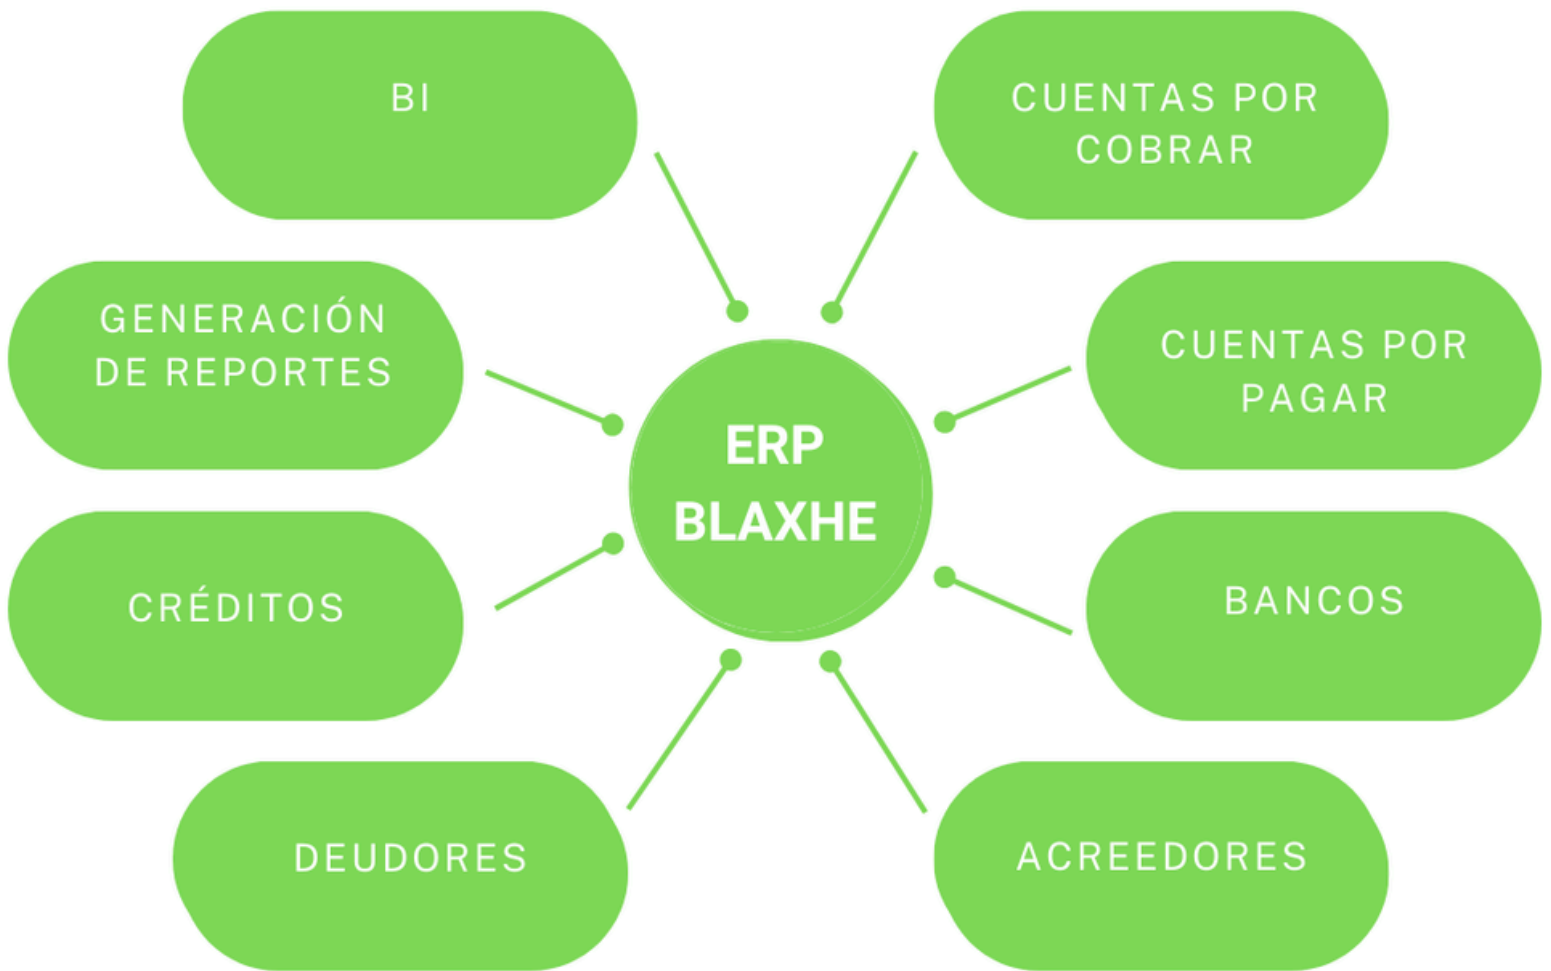 BI
CUENTAS POR
COBRAR
GENERACIÓN
DE REPORTES
CUENTAS POR
PAGAR
ERP
BLAXHE
CRÉDITOS
BANCOS
DEUDORES
ACREEDORES